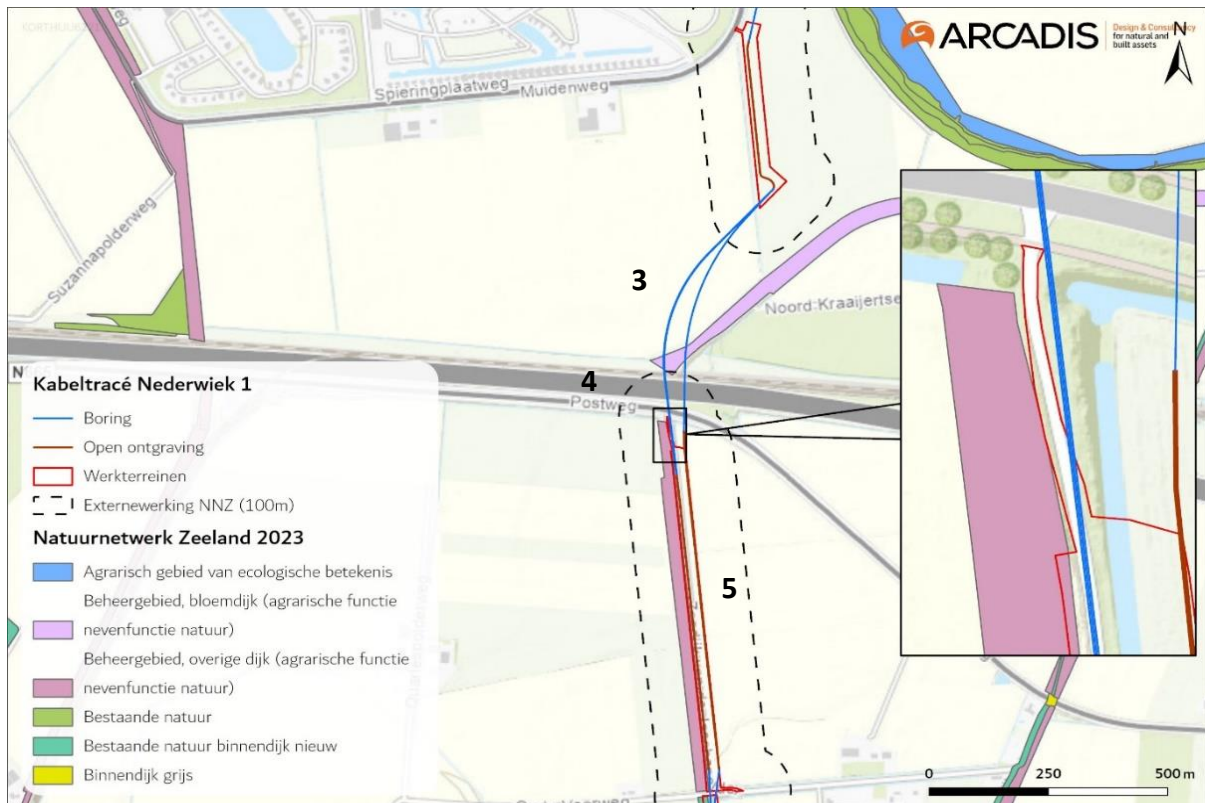 ARCADIS
Design & Consultancy
for natural and
built assets
N
Spieringplaatweg
Muidenweg
Suzannapolderweg
3
Noord-Kraaijertse
4
Postweg
5
Kabeltracé Nederwiek 1
Boring
Open ontgraving
Werkterreinen
Externewerking NNZ (100m)
Natuurnetwerk Zeeland 2023
Agrarisch gebied van ecologische betekenis
Beheergebied, bloemdijk (agrarische functie
nevenfunctie natuur)
Beheergebied, overige dijk (agrarische functie
nevenfunctie natuur)
Bestaande natuur
Bestaande natuur binnendijk nieuw
Binnendijk grijs
0 250 500 m